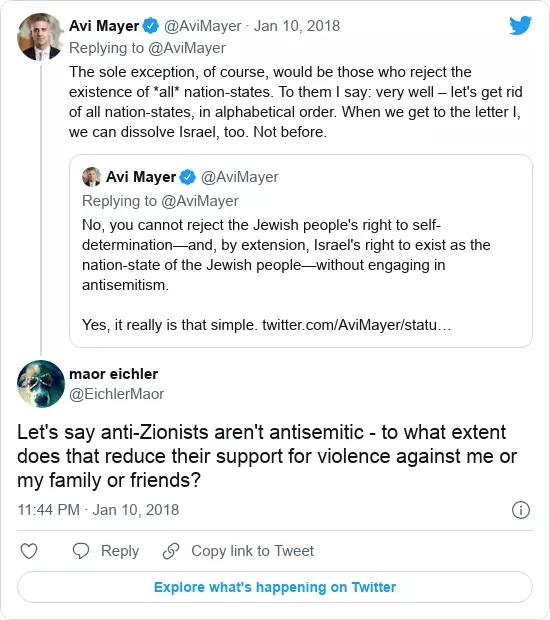 Avi Mayer @AviMayer · Jan 10, 2018
Replying to @AviMayer
The sole exception, of course, would be those who reject the
existence of *all* nation-states. To them I say: very well – let's get rid
of all nation-states, in alphabetical order. When we get to the letter I,
we can dissolve Israel, too. Not before.
Avi Mayer @AviMayer
Replying to @AviMayer
No, you cannot reject the Jewish people's right to self-
determination—and, by extension, Israel's right to exist as the
nation-state of the Jewish people—without engaging in
antisemitism.
Yes, it really is that simple. twitter.com/AviMayer/statu…
maor eichler
@EichlerMaor
Let's say anti-Zionists aren't antisemitic - to what extent
does that reduce their support for violence against me or
my family or friends?
11:44 PM · Jan 10, 2018
Reply Copy link to Tweet
Explore what's happening on Twitter